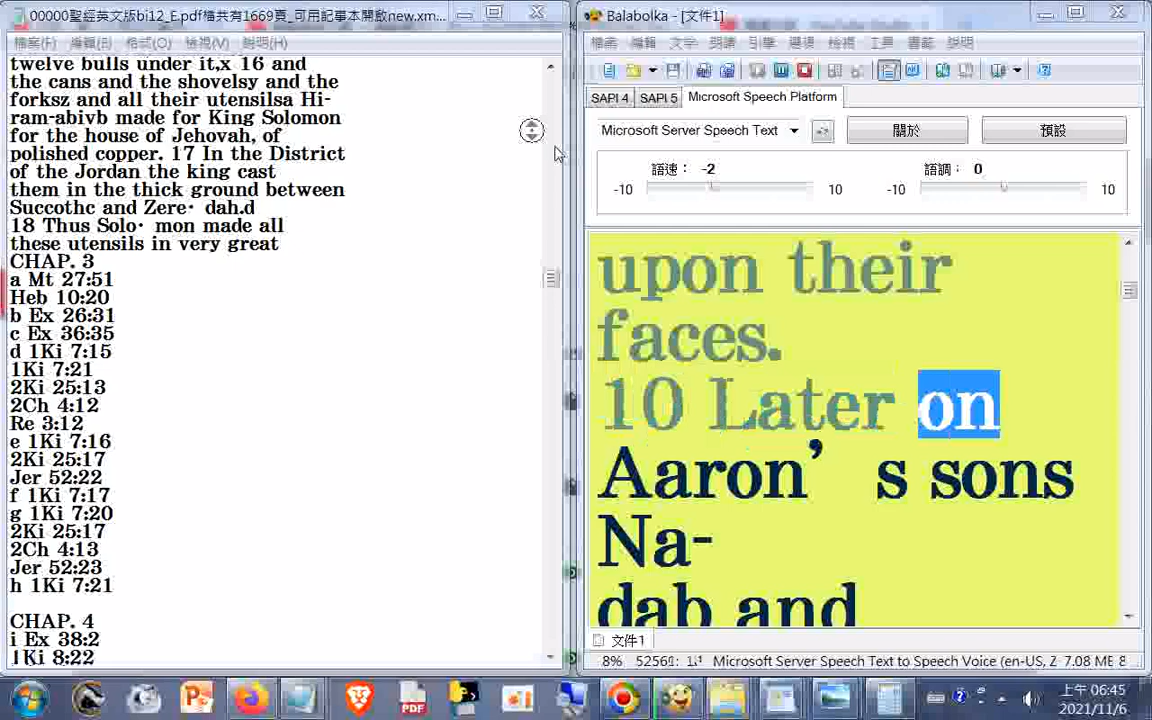 00000聖經英文版bi12_E.pdf檔共有1669頁_可用記事本開啟new.xm...
檔案(F) 編輯(E) 格式(O) 檢視(V) 說明(H)
twelve bulls under it,x 16 and
the cans and the shovelsy and the
forksz and all their utensilsa Hi-
ram-abivb made for King Solomon
for the house of Jehovah, of
polished copper. 17 In the District
of the Jordan the king cast
them in the thick ground between
Succothc and Zere· dah.d
18 Thus Solo· mon made all
these utensils in very great
CHAP. 3
a Mt 27:51
Heb 10:20
b Ex 26:31
c Ex 36:35
d 1Ki 7:15
1Ki 7:21
2Ki 25:13
2Ch 4:12
Re 3:12
e 1Ki 7:16
2Ki 25:17
Jer 52:22
f 1Ki 7:17
g 1Ki 7:20
2Ki 25:17
2Ch 4:13
Jer 52:23
h 1Ki 7:21
CHAP. 4
i Ex 38:2
1Ki 8:22
Balabolka - [文件1]
檔案 編輯 文字 朗讀 引擎 選項 檢視 工具 書籤 說明
SAPI 4 SAPI 5 Microsoft Speech Platform
Microsoft Server Speech Text 關於 預設
語速： -2 語調： 0
-10 10 -10 10
upon their
faces.
10 Later on
Aaron’ s sons
Na-
dab and
文件1
8% Microsoft Server Speech Text to Speech Voice (en-US, Z 7.08 MB
PDF
上午 06:45
2021/11/6